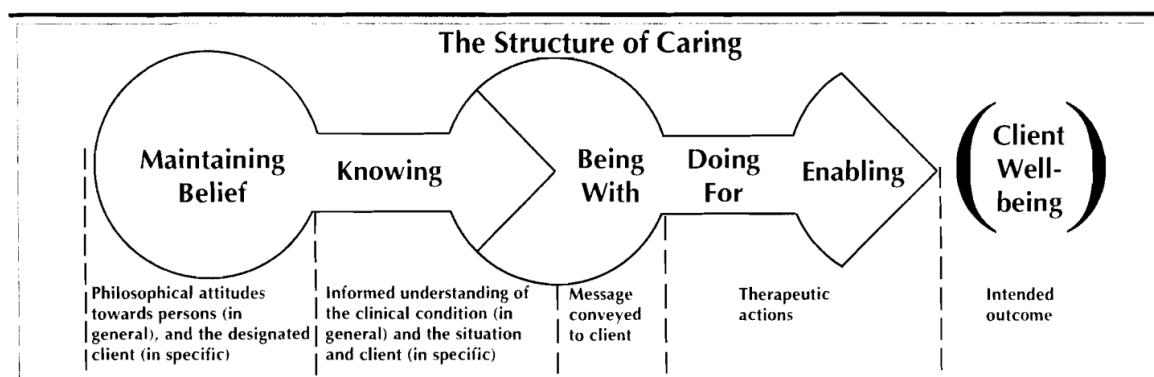 The Structure of Caring
Maintaining
Belief
Knowing
Being
With
Doing
For
Enabling
Client
Well-
being
Philosophical attitudes
towards persons (in
general), and the designated
client (in specific)
Informed understanding of
the clinical condition (in
general) and the situation
and client (in specific)
Message
conveyed
to client
Therapeutic
actions
Intended
outcome